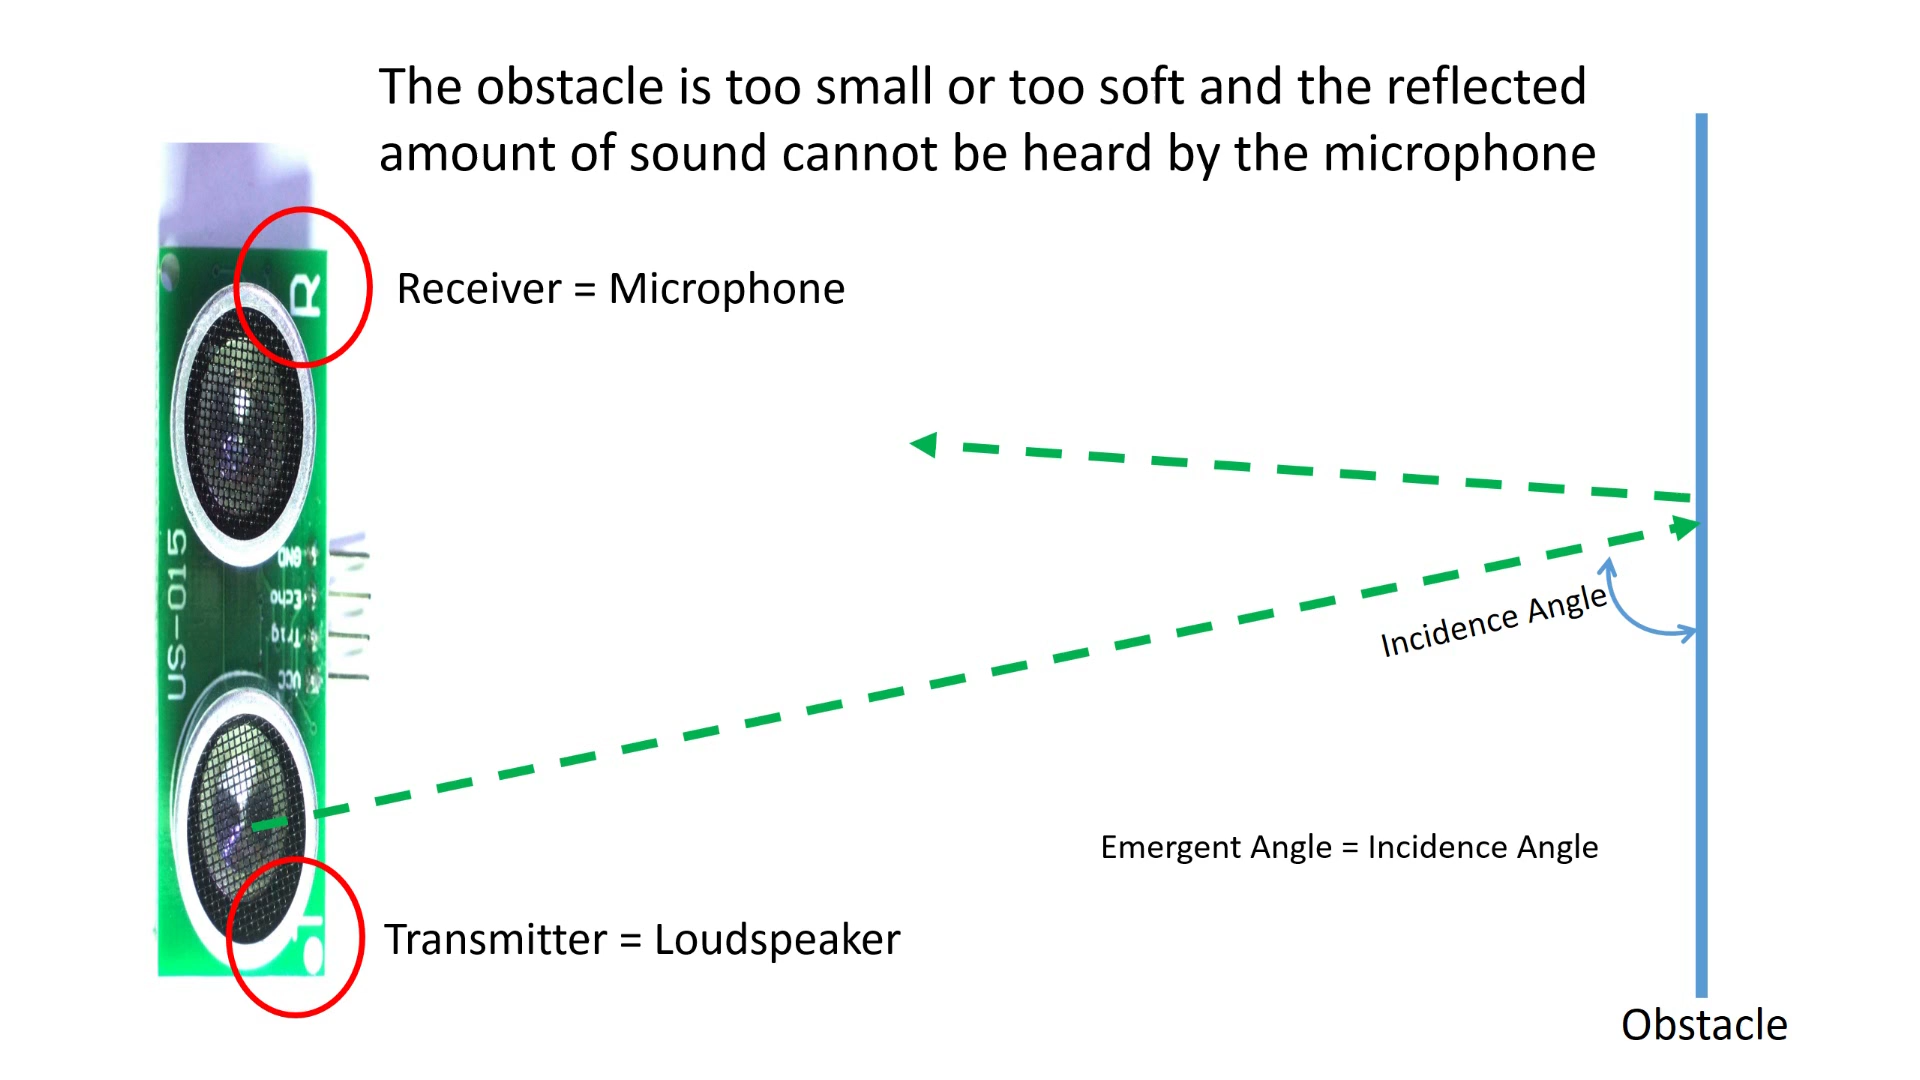 The obstacle is too small or too soft and the reflected
amount of sound cannot be heard by the microphone
R
Receiver = Microphone
US-015
GND
Echo
Trig
VCC
Incidence Angle
Emergent Angle = Incidence Angle
T
Transmitter = Loudspeaker
Obstacle